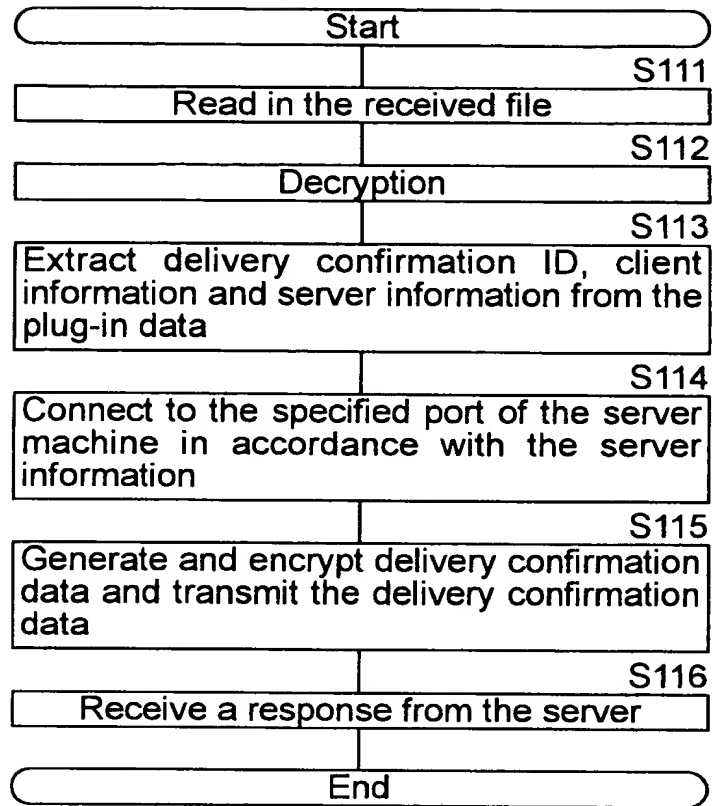 Start
S111
Read in the received file
S112
Decryption
S113
Extract delivery confirmation ID, client
information and server information from the
plug-in data
S114
Connect to the specified port of the server
machine in accordance with the server
information
S115
Generate and encrypt delivery confirmation
data and transmit the delivery confirmation
data
S116
Receive a response from the server
End